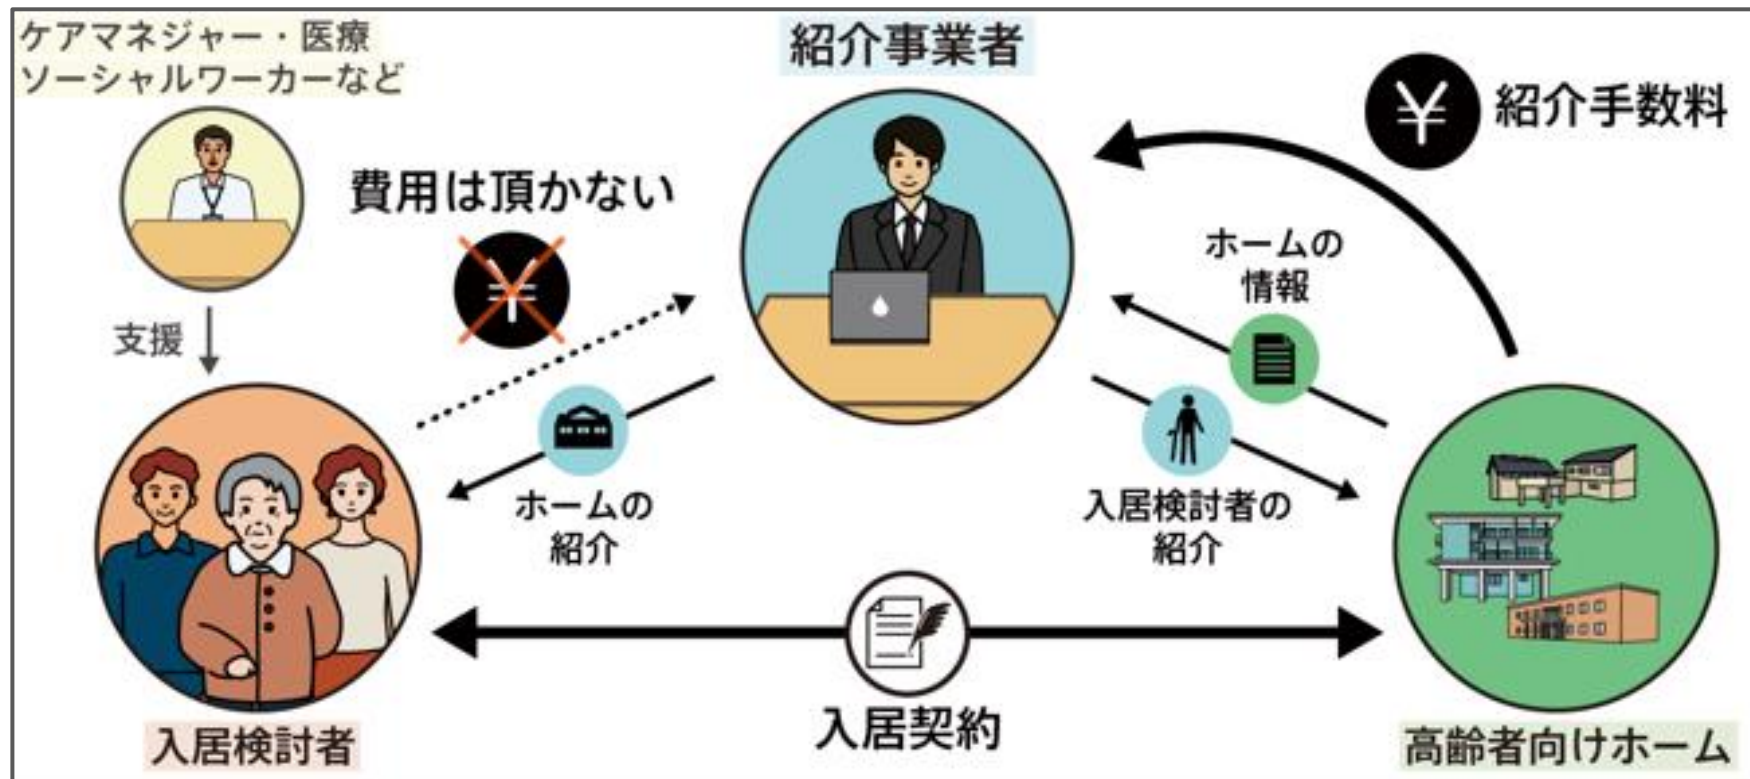 ケアマネジャー・医療
ソーシャルワーカーなど
紹介事業者
¥ 紹介手数料
費用は頂かない
¥
ホームの
情報
支援
ホームの
紹介
入居検討者の
紹介
入居契約
入居検討者
高齢者向けホーム